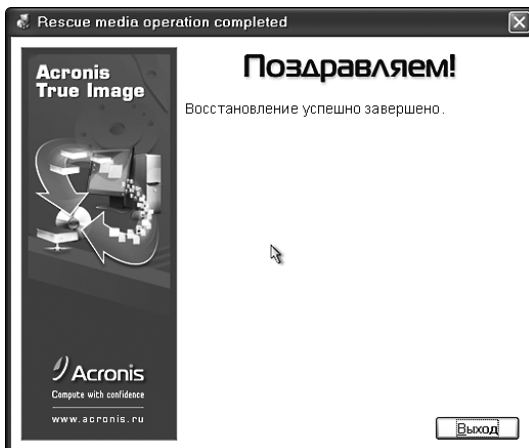 Rescue media operation completed
Acronis
True Image
Поздравляем!
Восстановление успешно завершено.
Acronis
Compute with confidence
www.acronis.ru
Выход